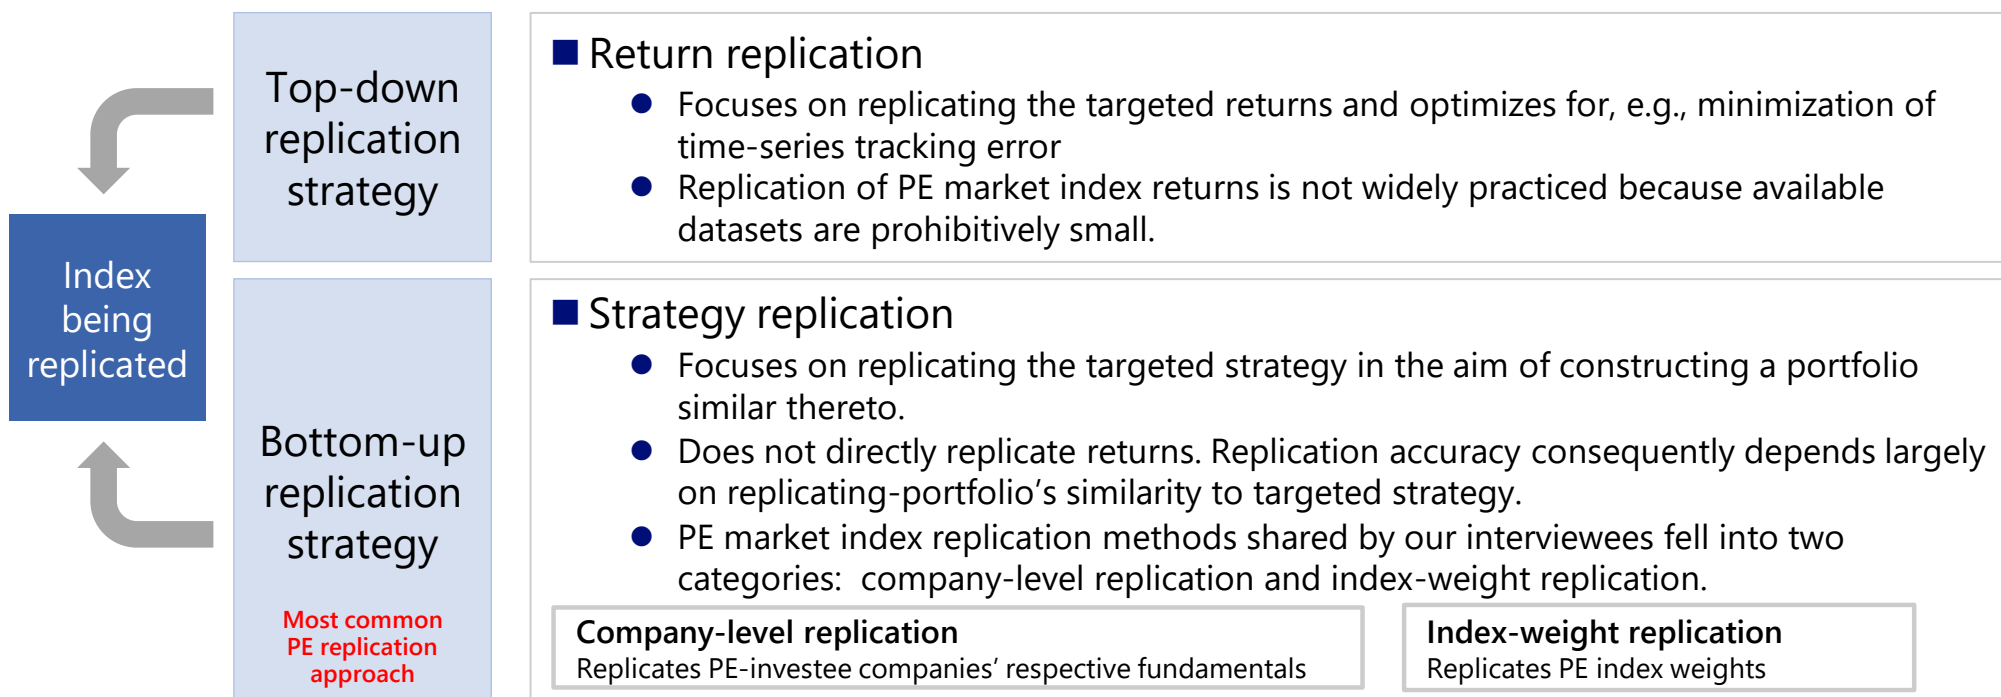 Index
being
replicated
Top-down
replication
strategy
■ Return replication
● Focuses on replicating the targeted returns and optimizes for, e.g., minimization of
time-series tracking error
● Replication of PE market index returns is not widely practiced because available
datasets are prohibitively small.
Bottom-up
replication
strategy
Most common
PE replication
approach
■ Strategy replication
● Focuses on replicating the targeted strategy in the aim of constructing a portfolio
similar thereto.
● Does not directly replicate returns. Replication accuracy consequently depends largely
on replicating-portfolio’s similarity to targeted strategy.
● PE market index replication methods shared by our interviewees fell into two
categories:  company-level replication and index-weight replication.
Company-level replication
Replicates PE-investee companies’ respective fundamentals
Index-weight replication
Replicates PE index weights